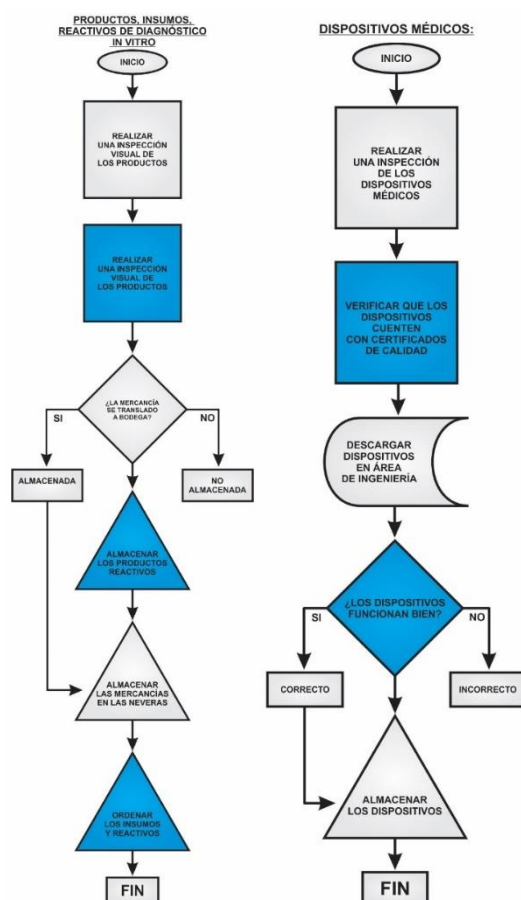 PRODUCTOS, INSUMOS,
REACTIVOS DE DIAGNÓSTICO
IN VITRO
INICIO
REALIZAR
UNA INSPECCIÓN
VISUAL DE
LOS PRODUCTOS
REALIZAR
UNA INSPECCIÓN
VISUAL DE
LOS PRODUCTOS
¿LA MERCANCÍA
SE TRANSLADO
A BODEGA?
SI
NO
ALMACENADA
NO
ALMACENADA
ALMACENAR
LOS PRODUCTOS
REACTIVOS
ALMACENAR
LAS MERCANCÍAS
EN LAS NEVERAS
ORDENAR
LOS INSUMOS
Y REACTIVOS
FIN
DISPOSITIVOS MÉDICOS:
INICIO
REALIZAR
UNA INSPECCIÓN
DE LOS
DISPOSITIVOS
MÉDICOS
VERIFICAR QUE LOS
DISPOSITIVOS
CUENTEN
CON CERTIFICADOS
DE CALIDAD
DESCARGAR
DISPOSITIVOS
EN ÁREA
DE INGENIERÍA
¿LOS DISPOSITIVOS
FUNCIONAN BIEN?
SI
NO
CORRECTO
INCORRECTO
ALMACENAR
LOS DISPOSITIVOS
FIN